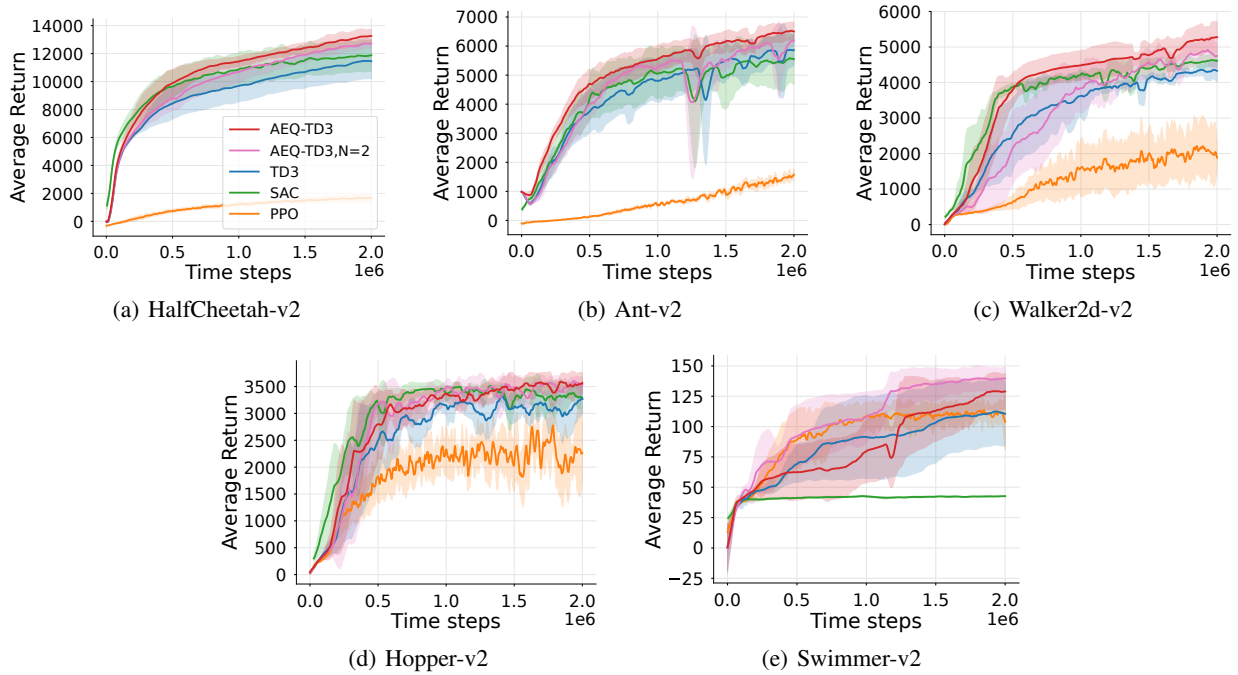 14000
12000
10000
8000
6000
4000
2000
0
Average Return
AEQ-TD3
AEQ-TD3,N=2
TD3
SAC
PPO
0.0 0.5 1.0 1.5 2.0
Time steps 1e6
(a) HalfCheetah-v2
7000
6000
5000
4000
3000
2000
1000
0
Average Return
0.0 0.5 1.0 1.5 2.0
Time steps 1e6
(b) Ant-v2
6000
5000
4000
3000
2000
1000
0
Average Return
0.0 0.5 1.0 1.5 2.0
Time steps 1e6
(c) Walker2d-v2
3500
3000
2500
2000
1500
1000
500
0
Average Return
0.0 0.5 1.0 1.5 2.0
Time steps 1e6
(d) Hopper-v2
150
125
100
75
50
25
0
−25
Average Return
0.0 0.5 1.0 1.5 2.0
Time steps 1e6
(e) Swimmer-v2